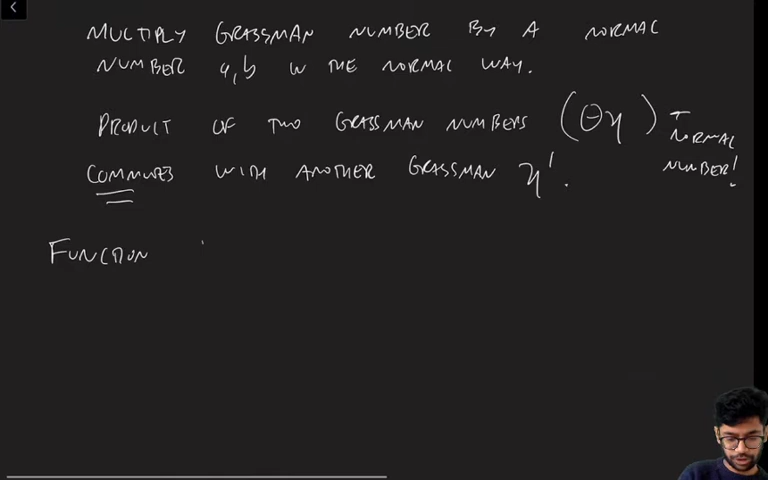 MULTIPLY GRASSMAN NUMBER BY A NORMAL
NUMBER a,b IN THE NORMAL WAY.
PRODUCT OF TWO GRASSMAN NUMBERS (θη) → NORMAL NUMBER!
COMMUTES WITH ANOTHER GRASSMAN η'.
FUNCTION